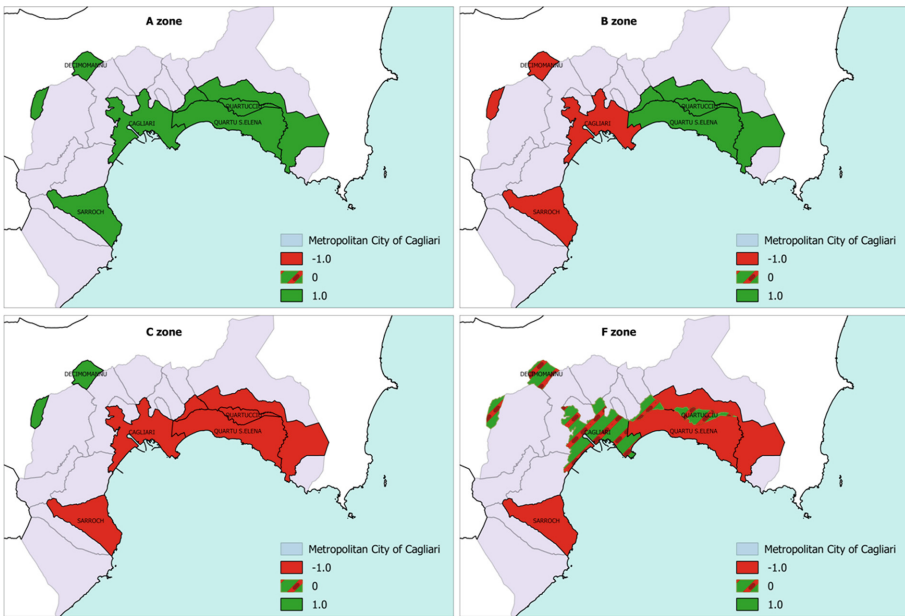 A zone
DECIMOMANNU
QUARTUCCIU
CAGLIARI
QUARTU S.ELENA
SARROCH
Metropolitan City of Cagliari
-1.0
0
1.0
B zone
DECIMOMANNU
QUARTUCCIU
CAGLIARI
QUARTU S.ELENA
SARROCH
Metropolitan City of Cagliari
-1.0
0
1.0
C zone
DECIMOMANNU
QUARTUCCIU
CAGLIARI
QUARTU S.ELENA
SARROCH
Metropolitan City of Cagliari
-1.0
0
1.0
F zone
DECIMOMANNU
QUARTUCCIU
CAGLIARI
QUARTU S.ELENA
SARROCH
Metropolitan City of Cagliari
-1.0
0
1.0